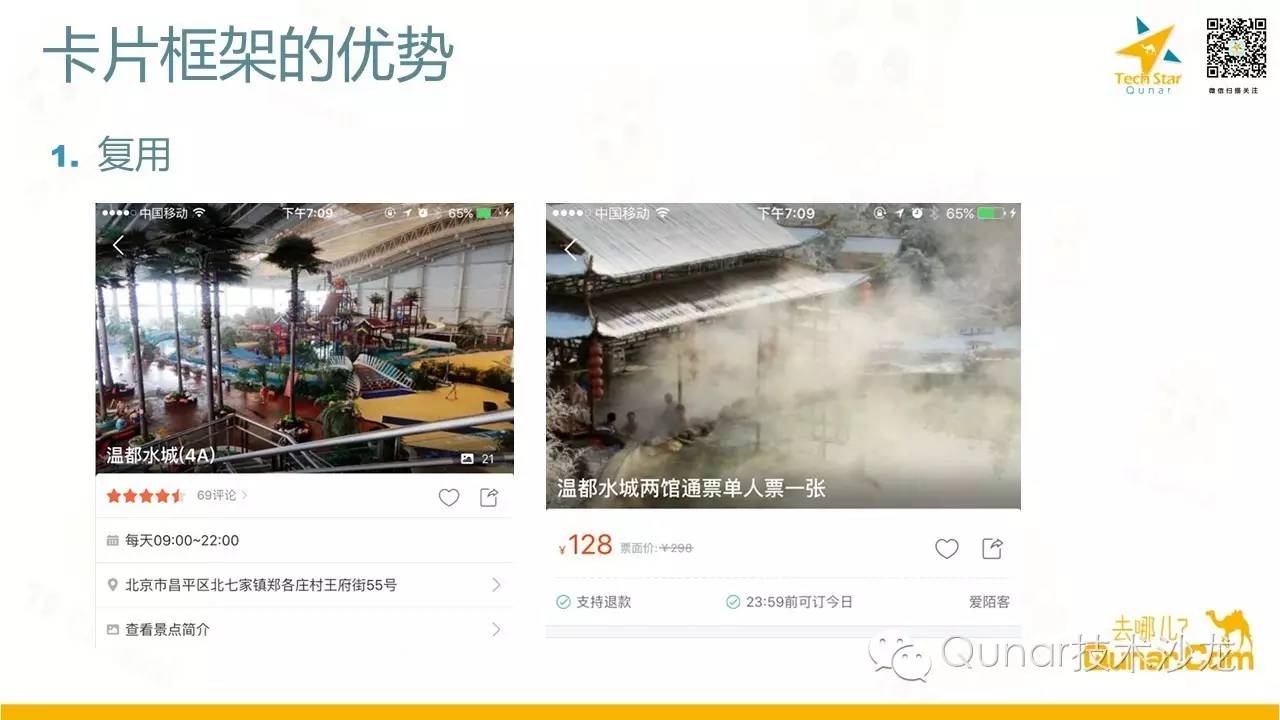 卡片框架的优势
Tech Star
Qunar
微信扫描关注
1. 复用
中国移动 下午7:09 65%
温都水城(4A)
21
69评论
每天09:00~22:00
北京市昌平区北七家镇郑各庄村王府街55号
查看景点简介
中国移动 下午7:09 65%
温都水城两馆通票单人票一张
¥128 票面价:¥298
支持退款 23:59前可订今日 爱陌客
去哪儿?
Qunar.Com
Qunar技术沙龙